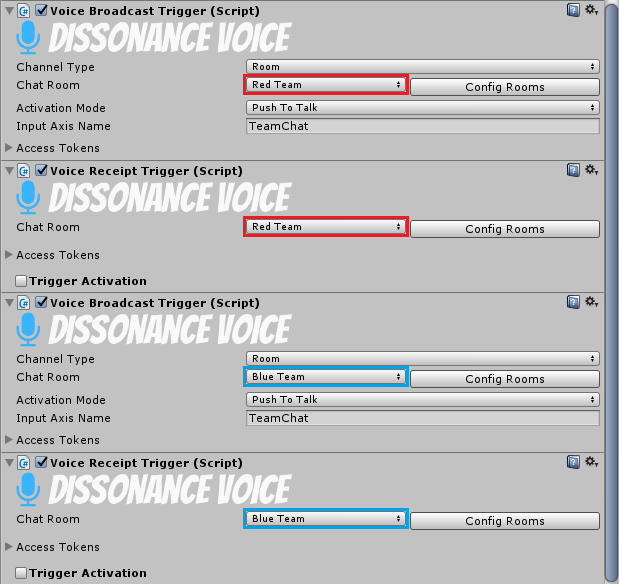 Voice Broadcast Trigger (Script)
DISSONANCE VOICE
Channel Type Room
Chat Room Red Team Config Rooms
Activation Mode Push To Talk
Input Axis Name TeamChat
Access Tokens
Voice Receipt Trigger (Script)
DISSONANCE VOICE
Chat Room Red Team Config Rooms
Access Tokens
Trigger Activation
Voice Broadcast Trigger (Script)
DISSONANCE VOICE
Channel Type Room
Chat Room Blue Team Config Rooms
Activation Mode Push To Talk
Input Axis Name TeamChat
Access Tokens
Voice Receipt Trigger (Script)
DISSONANCE VOICE
Chat Room Blue Team Config Rooms
Access Tokens
Trigger Activation